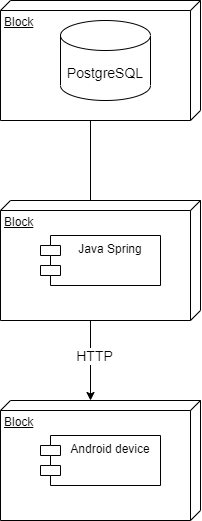 Block
PostgreSQL
Block
Java Spring
HTTP
Block
Android device